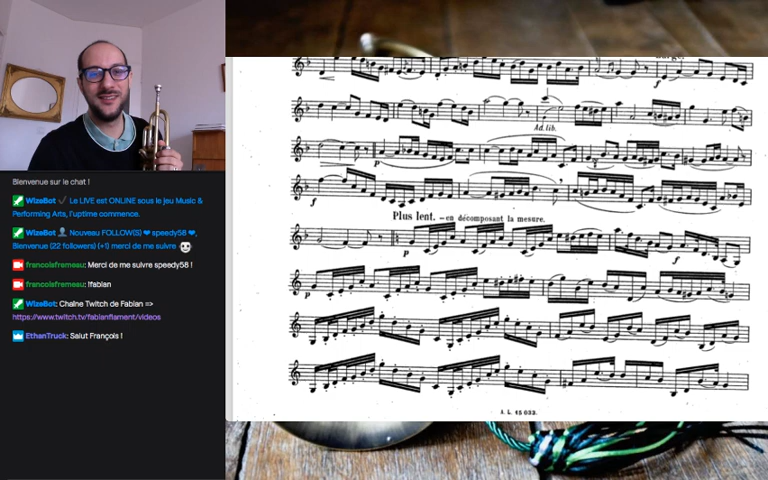 Bienvenue sur le chat !
WizeBot ✔ Le LIVE est ONLINE sous le jeu Music &
Performing Arts, l'uptime commence.
WizeBot 👤 Nouveau FOLLOW(S) ❤ speedy58 ❤,
Bienvenue (22 followers) (+1) merci de me suivre
francoisfremeau: Merci de me suivre speedy58 !
francoisfremeau: !fabian
WizeBot: Chaîne Twitch de Fabian =>
https://www.twitch.tv/fabianflament/videos
EthanTruck: Salut François !
Ad. lib.
p
f
Plus lent. – en décomposant la mesure.
p
f
p
A. L. 15 033.